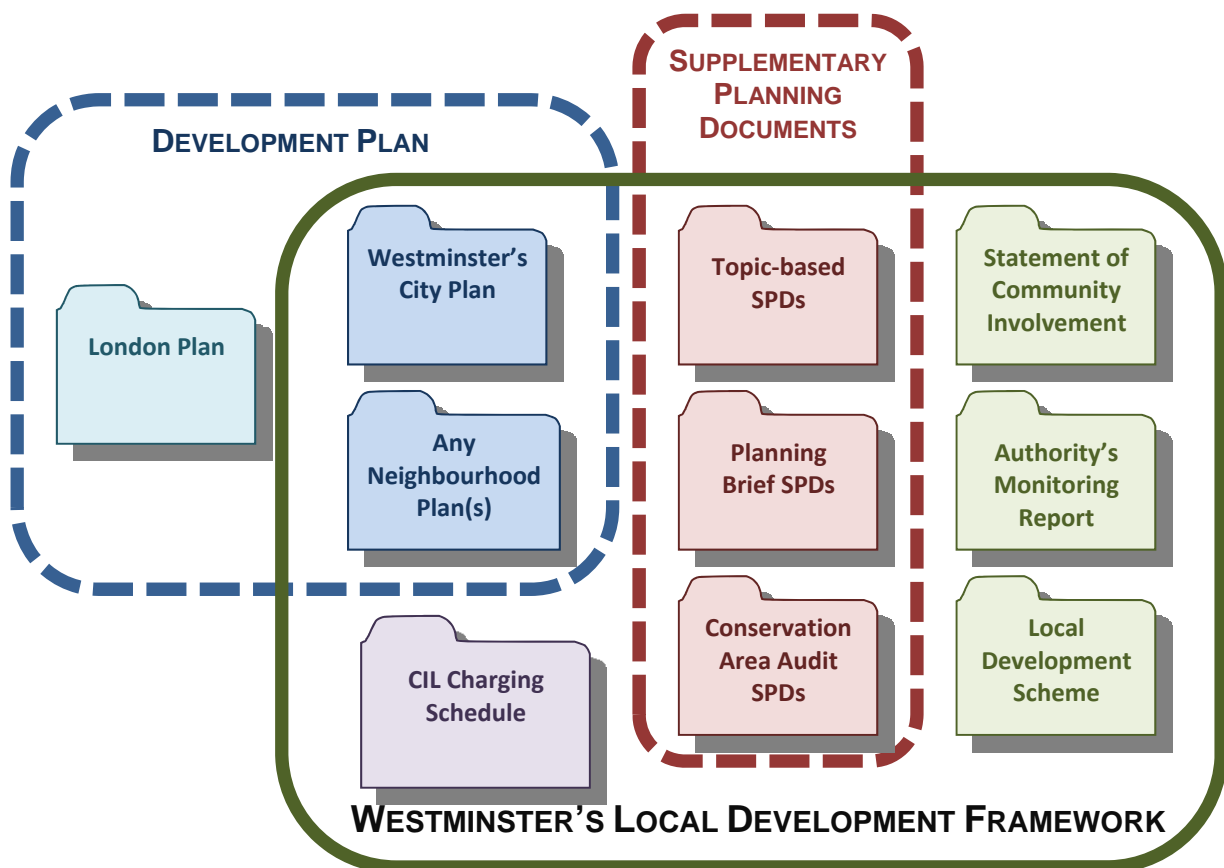 SUPPLEMENTARY
PLANNING
DOCUMENTS
DEVELOPMENT PLAN
London Plan
Westminster’s
City Plan
Any
Neighbourhood
Plan(s)
CIL Charging
Schedule
Topic-based
SPDs
Planning
Brief SPDs
Conservation
Area Audit
SPDs
Statement of
Community
Involvement
Authority’s
Monitoring
Report
Local
Development
Scheme
WESTMINSTER’S LOCAL DEVELOPMENT FRAMEWORK